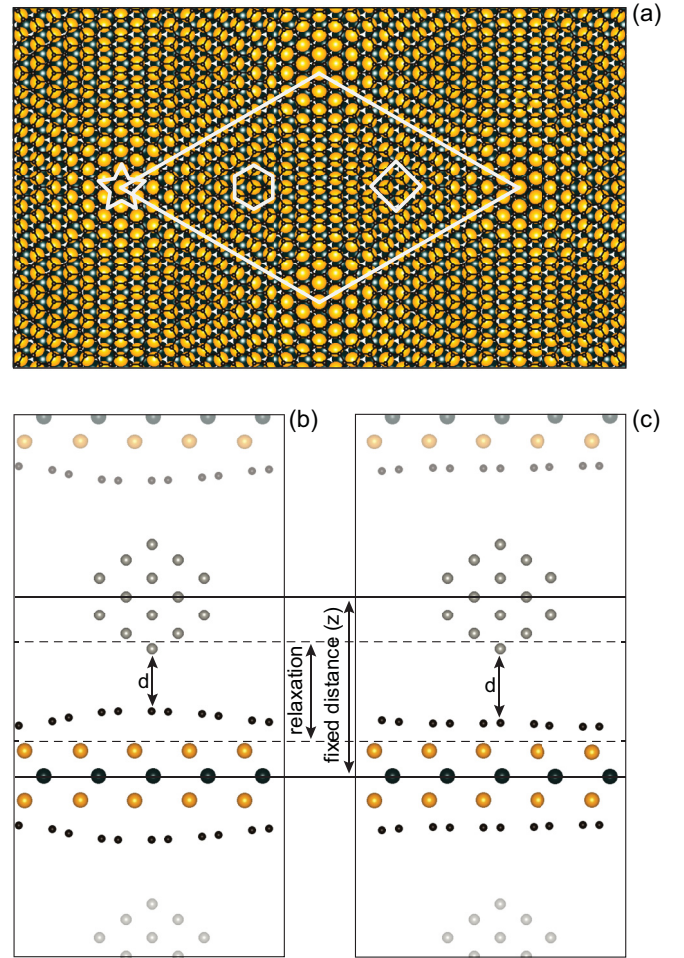 (a)
(b)
(c)
d
relaxation
fixed distance (z)
d